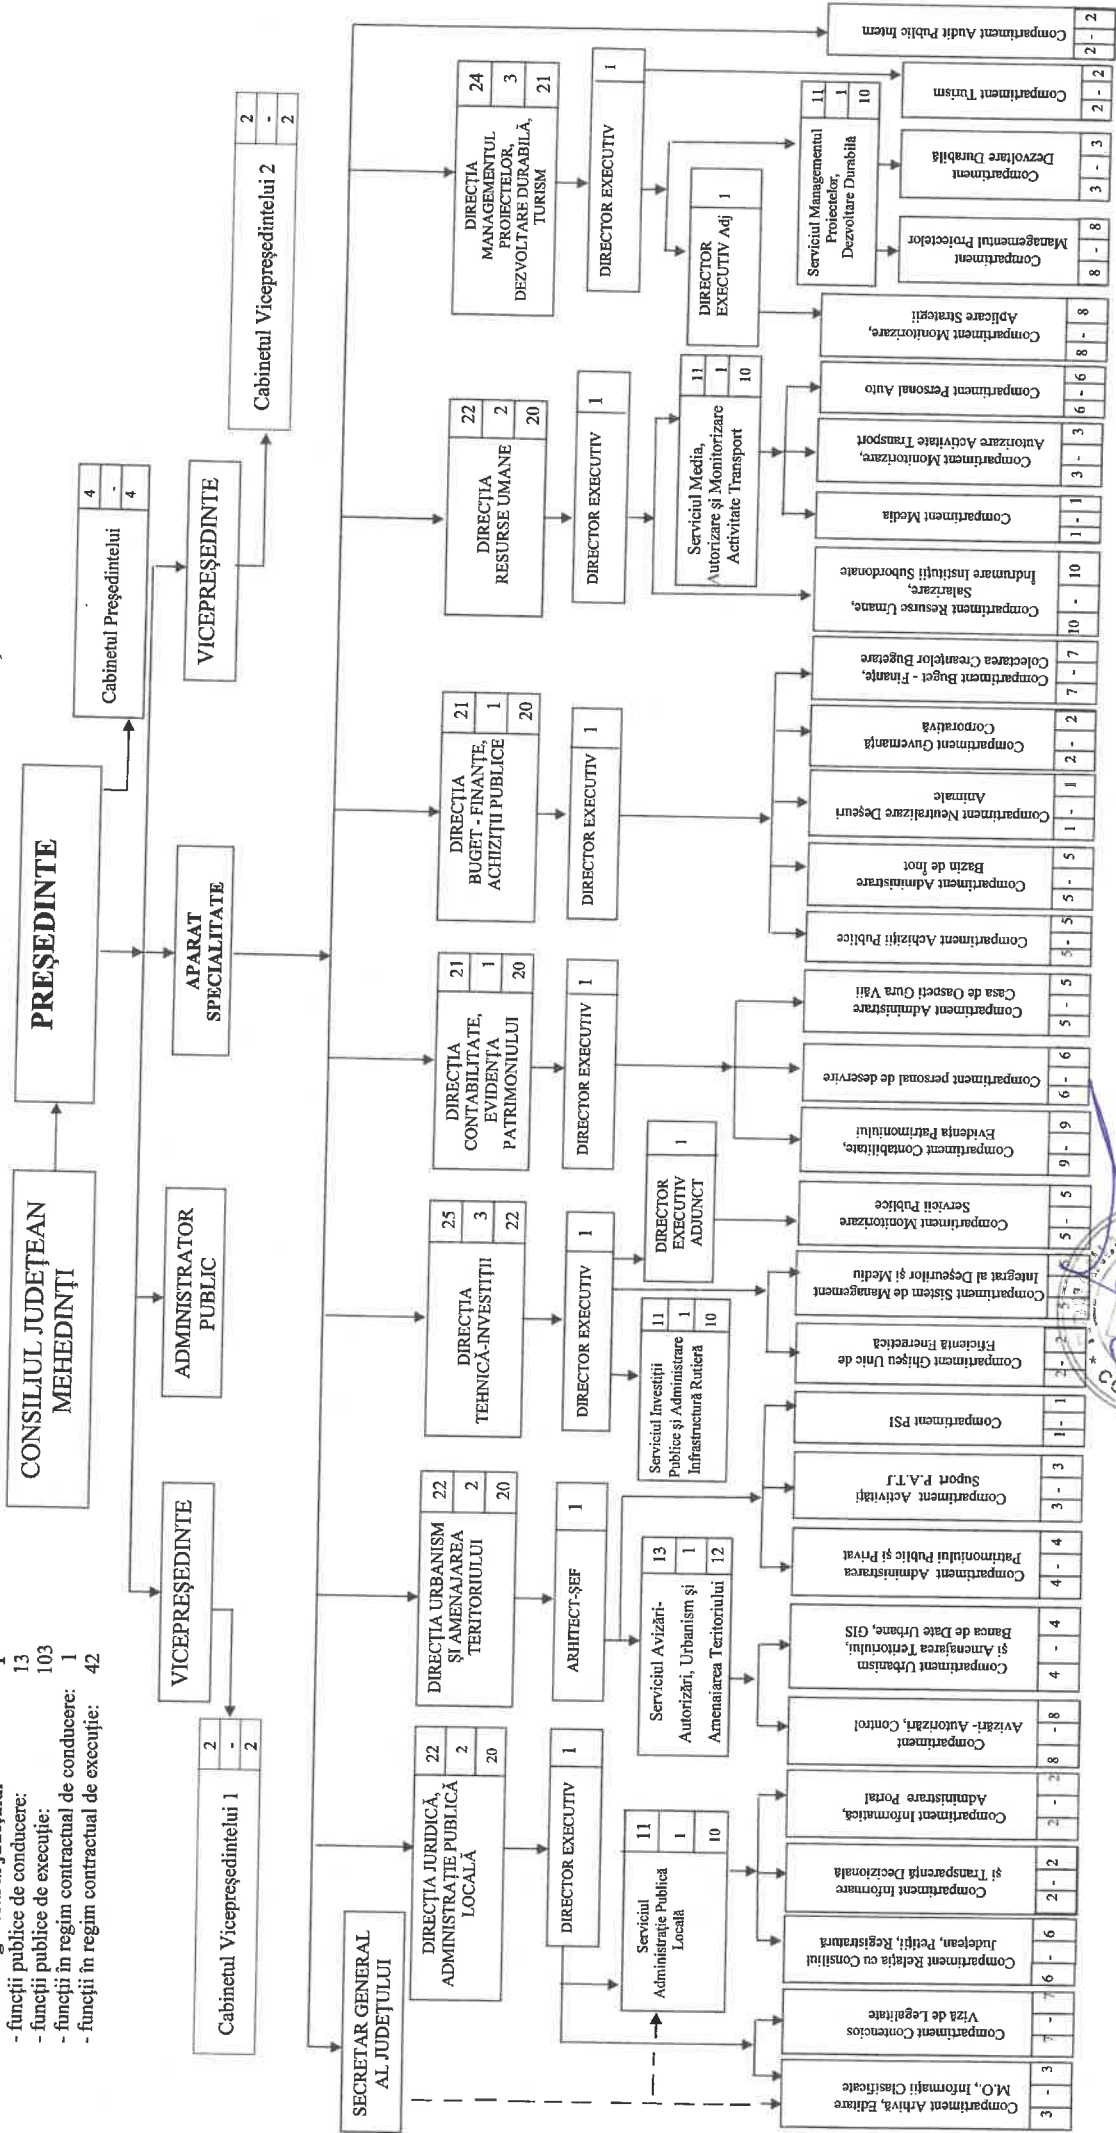 - funcții publice de conducere: 13
- funcții publice de execuție: 103
- funcții în regim contractual de conducere: 1
- funcții în regim contractual de execuție: 42
CONSILIUL JUDEȚEAN
MEHEDINȚI
PREȘEDINTE
Cabinetul Președintelui
4
-
4
VICEPREȘEDINTE
ADMINISTRATOR
PUBLIC
APARAT
SPECIALITATE
VICEPREȘEDINTE
Cabinetul Vicepreședintelui 1
2
-
2
Cabinetul Vicepreședintelui 2
2
-
2
SECRETAR GENERAL
AL JUDEȚULUI
DIRECȚIA JURIDICĂ,
ADMINISTRAȚIE PUBLICĂ
LOCALĂ
22
2
20
DIRECȚIA URBANISM
ȘI AMENAJAREA
TERITORIULUI
22
2
20
DIRECȚIA
TEHNICĂ-INVESTIȚII
25
3
22
DIRECȚIA
CONTABILITATE,
EVIDENȚA
PATRIMONIULUI
21
1
20
DIRECȚIA
BUGET - FINANȚE,
ACHIZIȚII PUBLICE
21
1
20
DIRECȚIA
RESURSE UMANE
22
2
20
DIRECȚIA
MANAGEMENTUL
PROIECTELOR,
DEZVOLTARE DURABILĂ,
TURISM
24
3
21
DIRECTOR EXECUTIV 1
ARHITECT-ȘEF 1
DIRECTOR EXECUTIV 1
DIRECTOR EXECUTIV 1
DIRECTOR EXECUTIV 1
DIRECTOR EXECUTIV 1
DIRECTOR EXECUTIV 1
Serviciul
Administrație Publică
Locală
11
1
10
Serviciul Avizări-
Autorizări, Urbanism și
Amenajarea Teritoriului
13
1
12
Serviciul Investiții
Publice și Administrare
Infrastructură Rutieră
11
1
10
DIRECTOR
EXECUTIV
ADJUNCT
1
Serviciul Media,
Autorizare și Monitorizare
Activitate Transport
11
1
10
DIRECTOR
EXECUTIV Adj
1
Serviciul Managementul
Proiectelor,
Dezvoltare Durabilă
11
1
10
Compartiment Arhivă, Editare
M.O., Informații Clasificate
3 - 3
Compartiment Contencios
Viză de Legalitate
7 - 7
Compartiment Relația cu Consiliul
Județean, Petiții, Registratură
6 - 6
Compartiment Informare
și Transparență Decizională
2 - 2
Compartiment Informatică,
Administrare Portal
2 - 2
Compartiment
Avizări- Autorizări, Control
8 - 8
Compartiment Urbanism
și Amenajarea Teritoriului,
Banca de Date Urbane, GIS
4 - 4
Compartiment Administrarea
Patrimoniului Public și Privat
4 - 4
Compartiment Activități
Suport P.A.T.J
3 - 3
Compartiment PSI
1 - 1
Compartiment Ghișeu Unic de
Eficiență Energetică
2 - 2
Compartiment Sistem de Management
Integrat al Deșeurilor și Mediu
5
Compartiment Monitorizare
Servicii Publice
5 - 5
Compartiment Contabilitate,
Evidența Patrimoniului
9 - 9
Compartiment personal de deservire
6 - 6
Compartiment Administrare
Casa de Oaspeți Gura Văii
5 - 5
Compartiment Achiziții Publice
5 - 5
Compartiment Administrare
Bazin de Înot
5 - 5
Compartiment Neutralizare Deșeuri
Animale
1 - 1
Compartiment Guvernanță
Corporativă
2 - 2
Compartiment Buget - Finanțe,
Colectarea Creanțelor Bugetare
7 - 7
Compartiment Resurse Umane,
Salarizare,
Îndrumare Instituții Subordonate
10 - 10
Compartiment Media
1 - 1
Compartiment Monitorizare,
Autorizare Activitate Transport
3 - 3
Compartiment Personal Auto
6 - 6
Compartiment Monitorizare,
Aplicare Strategii
8 - 8
Compartiment
Managementul Proiectelor
8 - 8
Compartiment
Dezvoltare Durabilă
3 - 3
Compartiment Turism
2 - 2
Compartiment Audit Public Intern
2 - 2